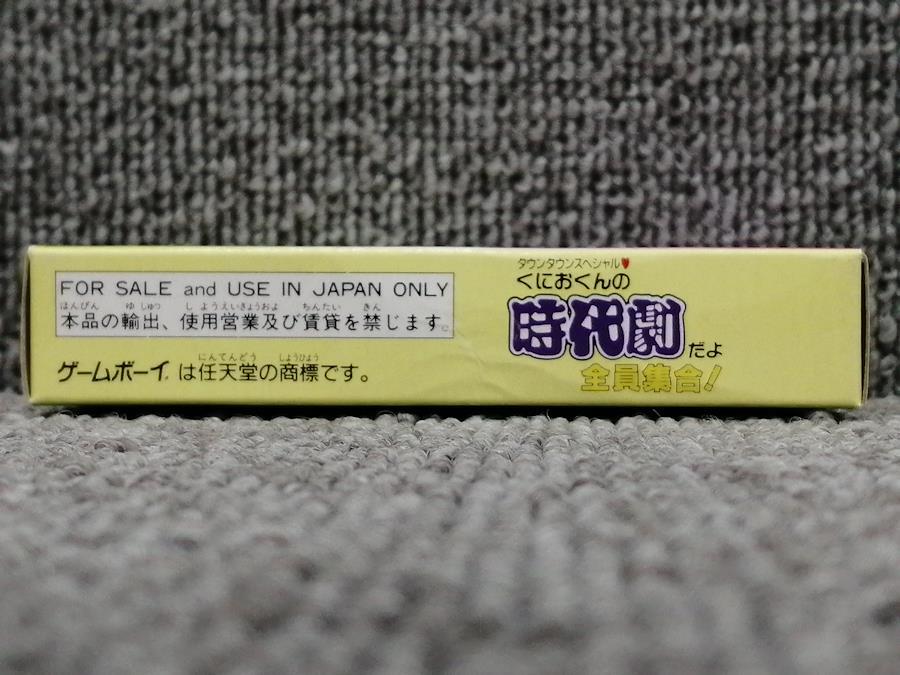 FOR SALE and USE IN JAPAN ONLY
ほんぴん ゆ しゅつ し ようえいぎょうおよ ちんたい きん
本品の輸出、使用営業及び賃貸を禁じます。
にんてんどう しょうひょう
ゲームボーイは任天堂の商標です。
タウンタウンスペシャル♥
くにおくんの
時代劇だよ
全員集合!